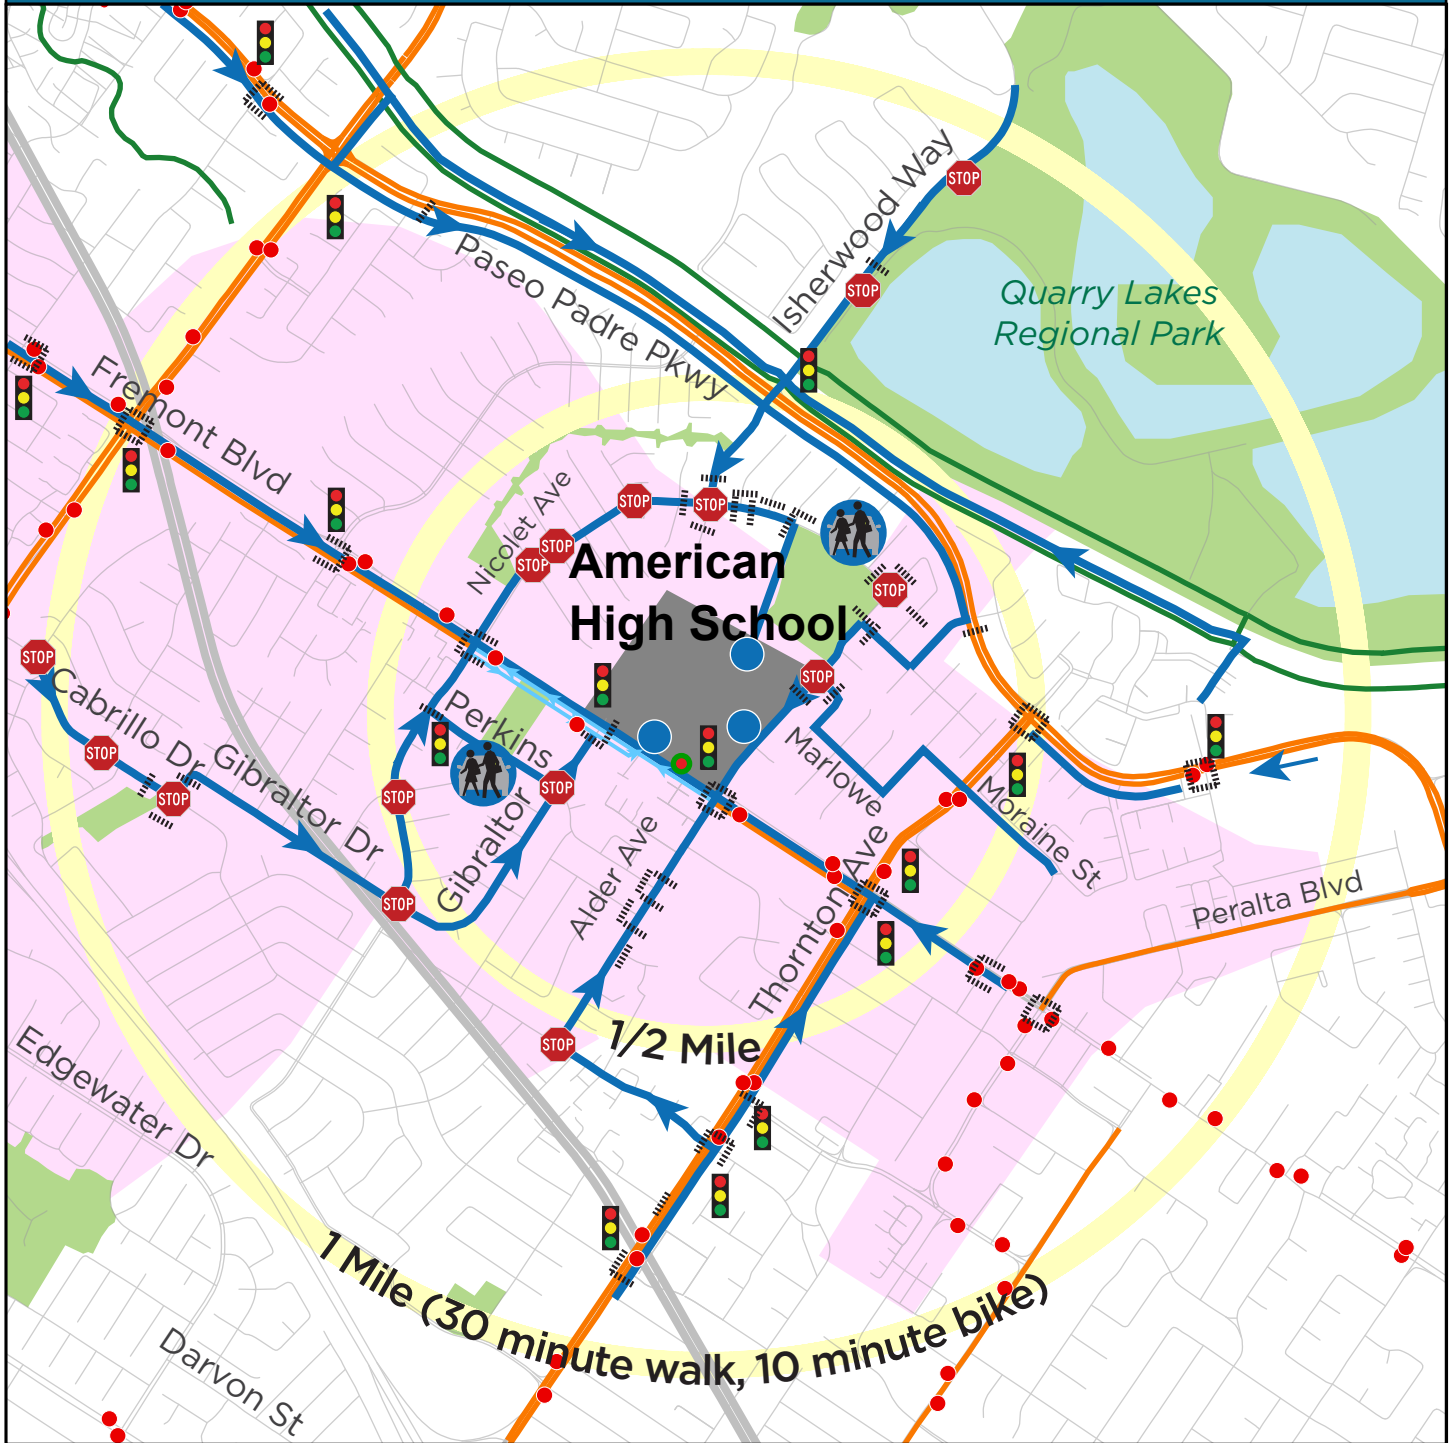 STOP
Isherwood Way
STOP
Paseo Padre Pkwy
Quarry Lakes
Regional Park
Fremont Blvd
Nicolet Ave
STOP
STOP
STOP
STOP
American
High School
STOP
STOP
STOP
Cabrillo Dr
Perkins
STOP
STOP
Gibraltor Dr
STOP
STOP
STOP
Gibraltor
Marlowe
Moraine St
Alder Ave
Thornton Ave
Peralta Blvd
STOP
1/2 Mile
Edgewater Dr
1 Mile (30 minute walk, 10 minute bike)
Darvon St